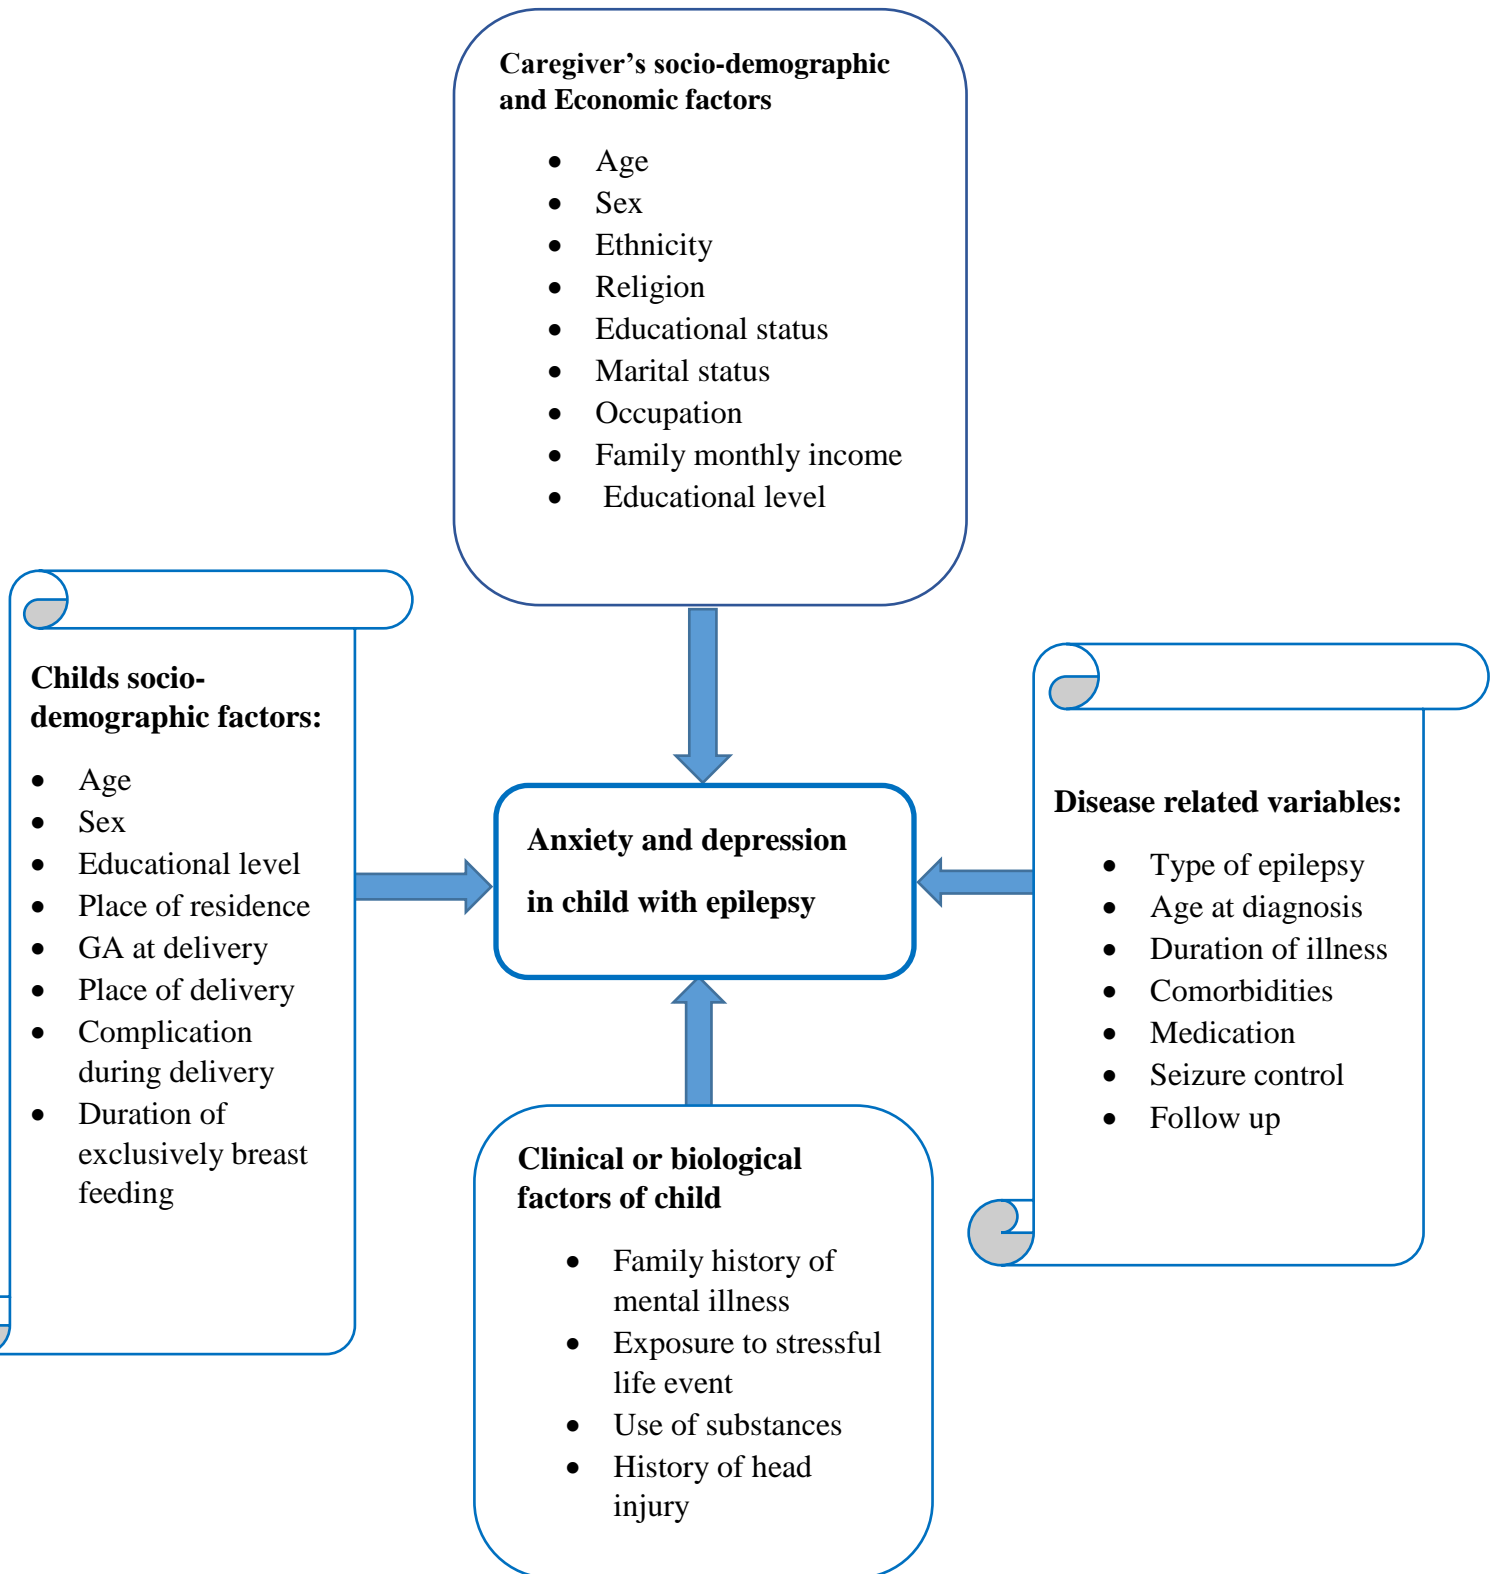 Caregiver’s socio-demographic
and Economic factors
• Age
• Sex
• Ethnicity
• Religion
• Educational status
• Marital status
• Occupation
• Family monthly income
• Educational level
Childs socio-
demographic factors:
• Age
• Sex
• Educational level
• Place of residence
• GA at delivery
• Place of delivery
• Complication
during delivery
• Duration of
exclusively breast
feeding
Anxiety and depression
in child with epilepsy
Disease related variables:
• Type of epilepsy
• Age at diagnosis
• Duration of illness
• Comorbidities
• Medication
• Seizure control
• Follow up
Clinical or biological
factors of child
• Family history of
mental illness
• Exposure to stressful
life event
• Use of substances
• History of head
injury